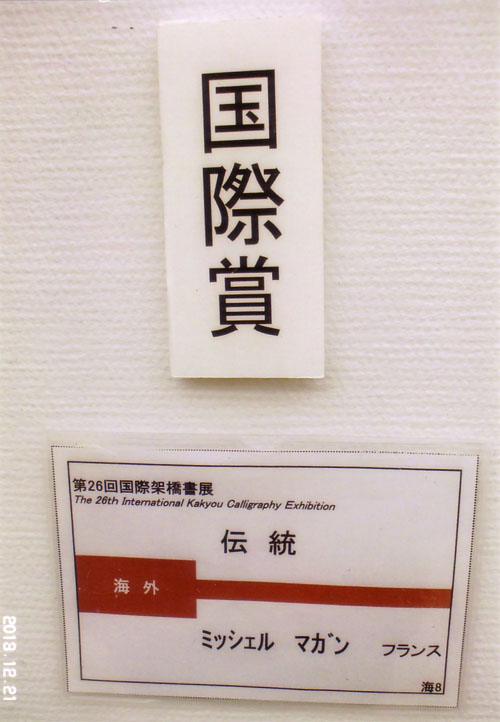 国際賞
第26回国際架橋書展
The 26th International Kakyou Calligraphy Exhibition
伝統
海外
ミッシェル マガン フランス
海8
2018.12.21